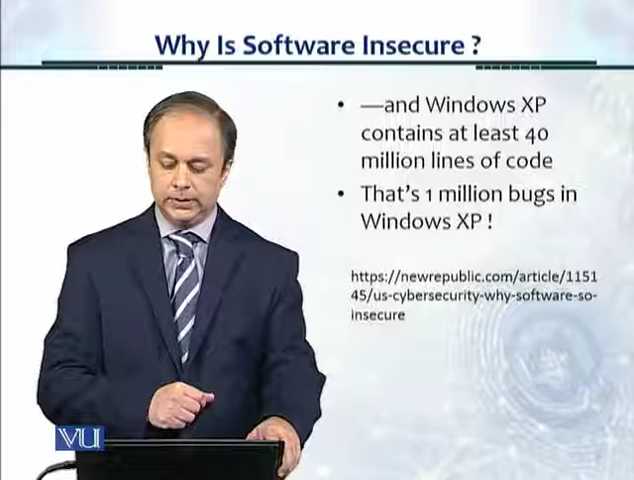 Why Is Software Insecure ?
• —and Windows XP
contains at least 40
million lines of code
• That's 1 million bugs in
Windows XP !
https://newrepublic.com/article/1151
45/us-cybersecurity-why-software-so-
insecure
VU